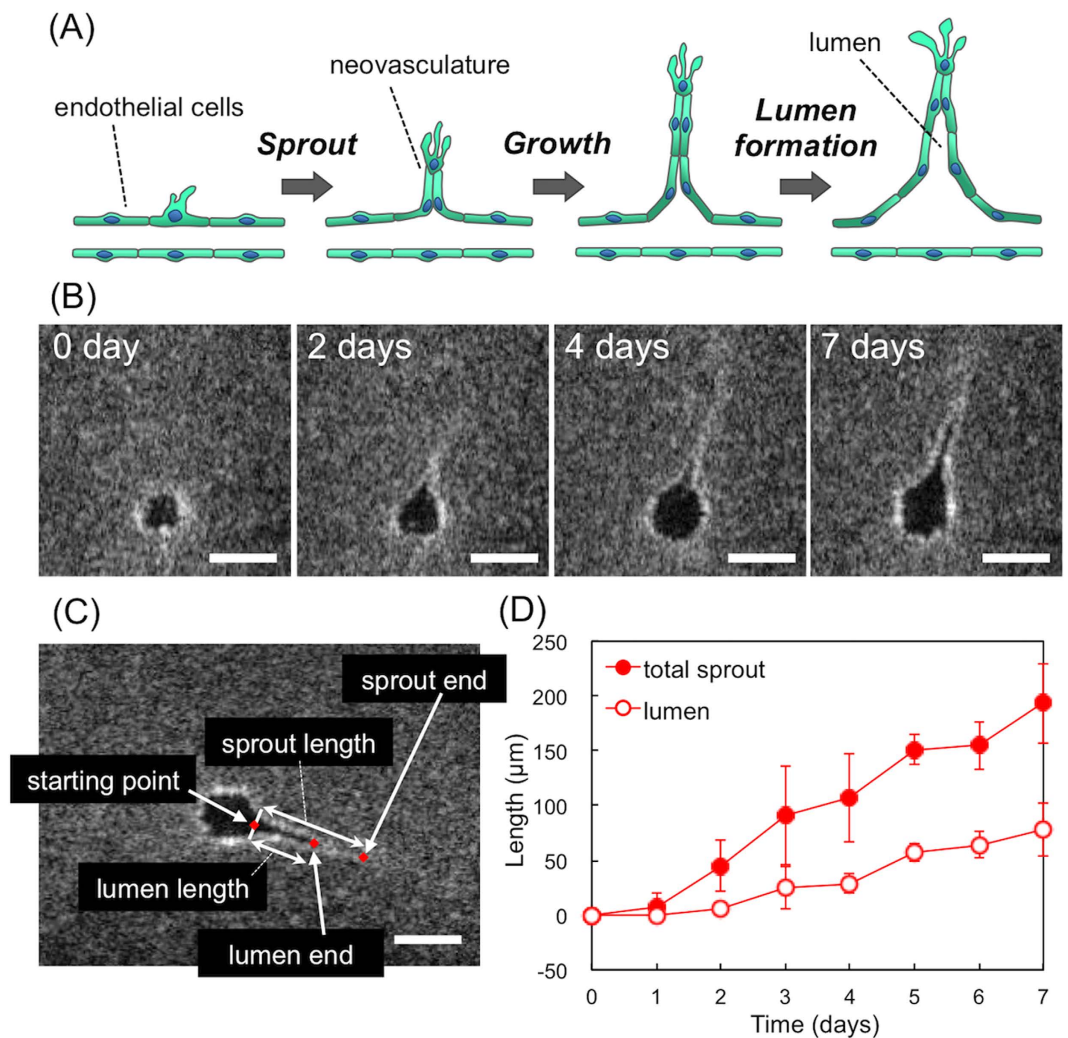 (A)
endothelial cells
neovasculature
lumen
Sprout
Growth
Lumen
formation
(B)
0 day
2 days
4 days
7 days
(C)
sprout end
sprout length
starting point
lumen length
lumen end
(D)
250
200
150
100
50
0
-50
Length (μm)
total sprout
lumen
0 1 2 3 4 5 6 7
Time (days)